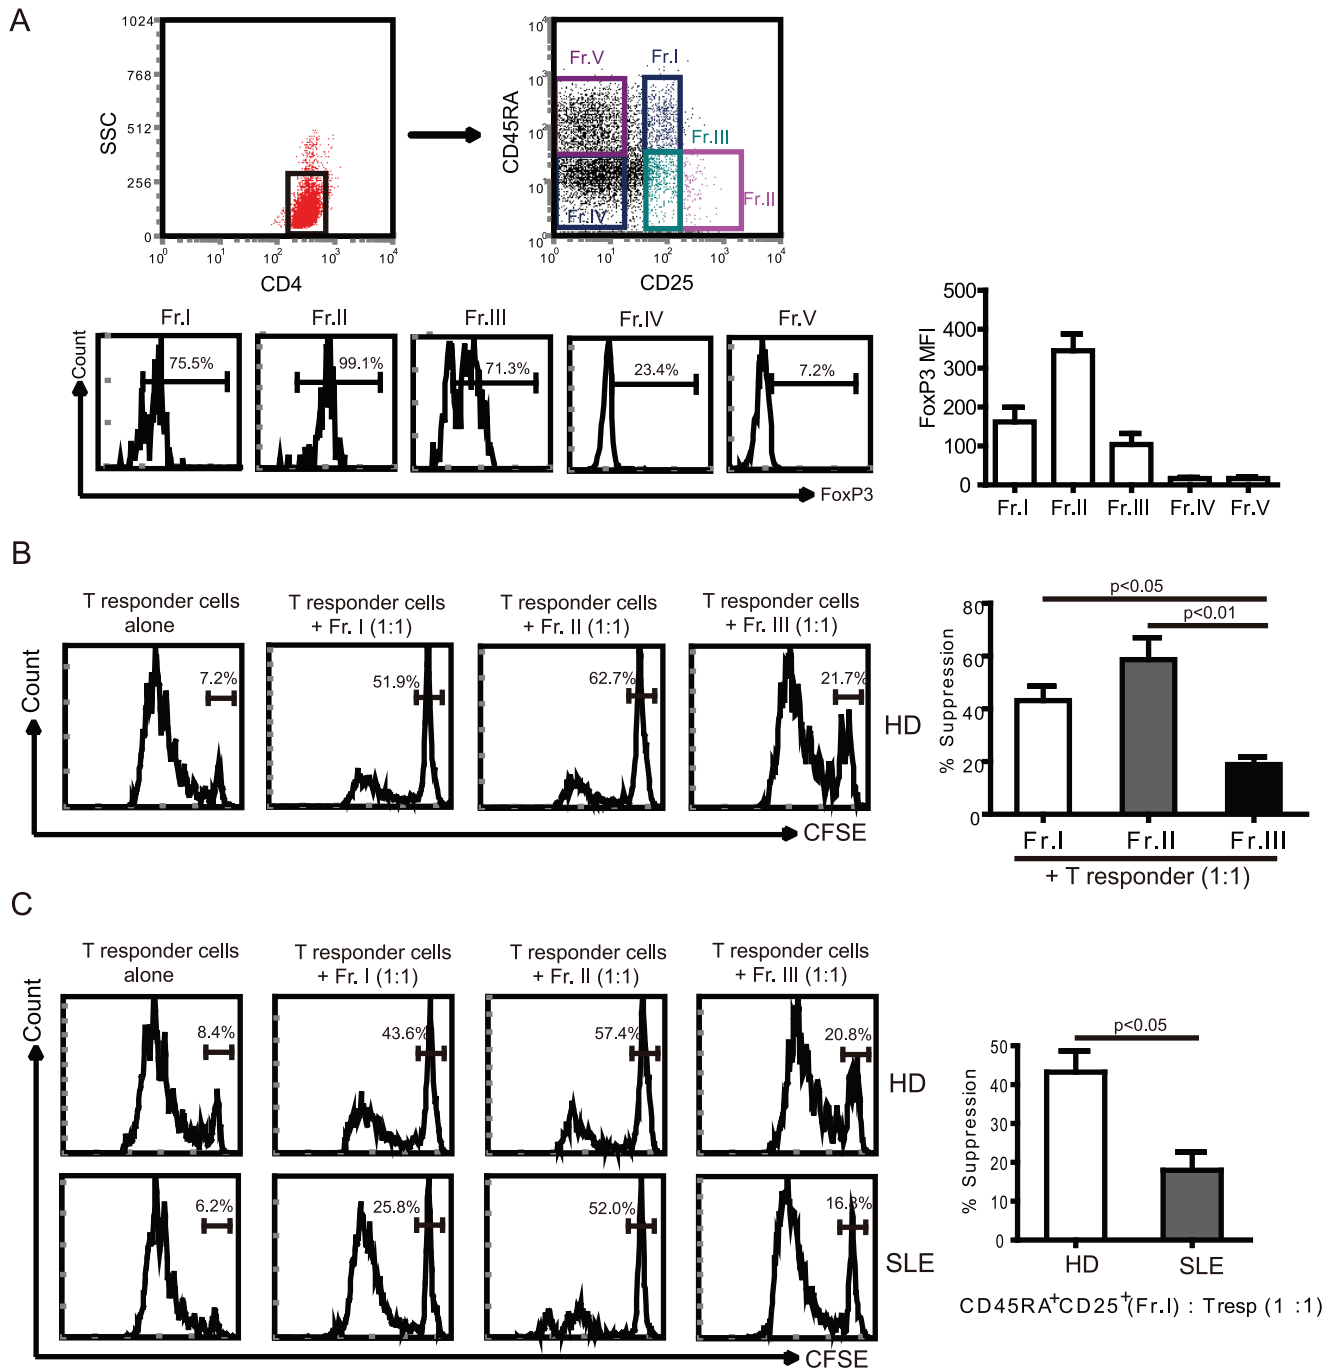 A
1024
768
512
256
0
SSC
10^0 10^1 10^2 10^3 10^4
CD4
10^4
10^3
10^2
10^1
10^0
CD45RA
Fr.V
Fr.I
Fr.III
Fr.II
Fr.IV
10^0 10^1 10^2 10^3 10^4
CD25
Fr.I Fr.II Fr.III Fr.IV Fr.V
Count
75.5% 99.1% 71.3% 23.4% 7.2%
FoxP3
FoxP3 MFI
500
400
300
200
100
0
Fr.I Fr.II Fr.III Fr.IV Fr.V
B
T responder cells alone
T responder cells + Fr. I (1:1)
T responder cells + Fr. II (1:1)
T responder cells + Fr. III (1:1)
Count
7.2% 51.9% 62.7% 21.7%
HD
CFSE
% Suppression
80
60
40
20
0
p<0.05
p<0.01
Fr.I Fr.II Fr.III
+ T responder (1:1)
C
T responder cells alone
T responder cells + Fr. I (1:1)
T responder cells + Fr. II (1:1)
T responder cells + Fr. III (1:1)
Count
8.4% 43.6% 57.4% 20.8%
HD
6.2% 25.8% 52.0% 16.3%
SLE
CFSE
% Suppression
50
40
30
20
10
0
p<0.05
HD SLE
CD45RA+CD25+(Fr.I) : Tresp (1 :1)